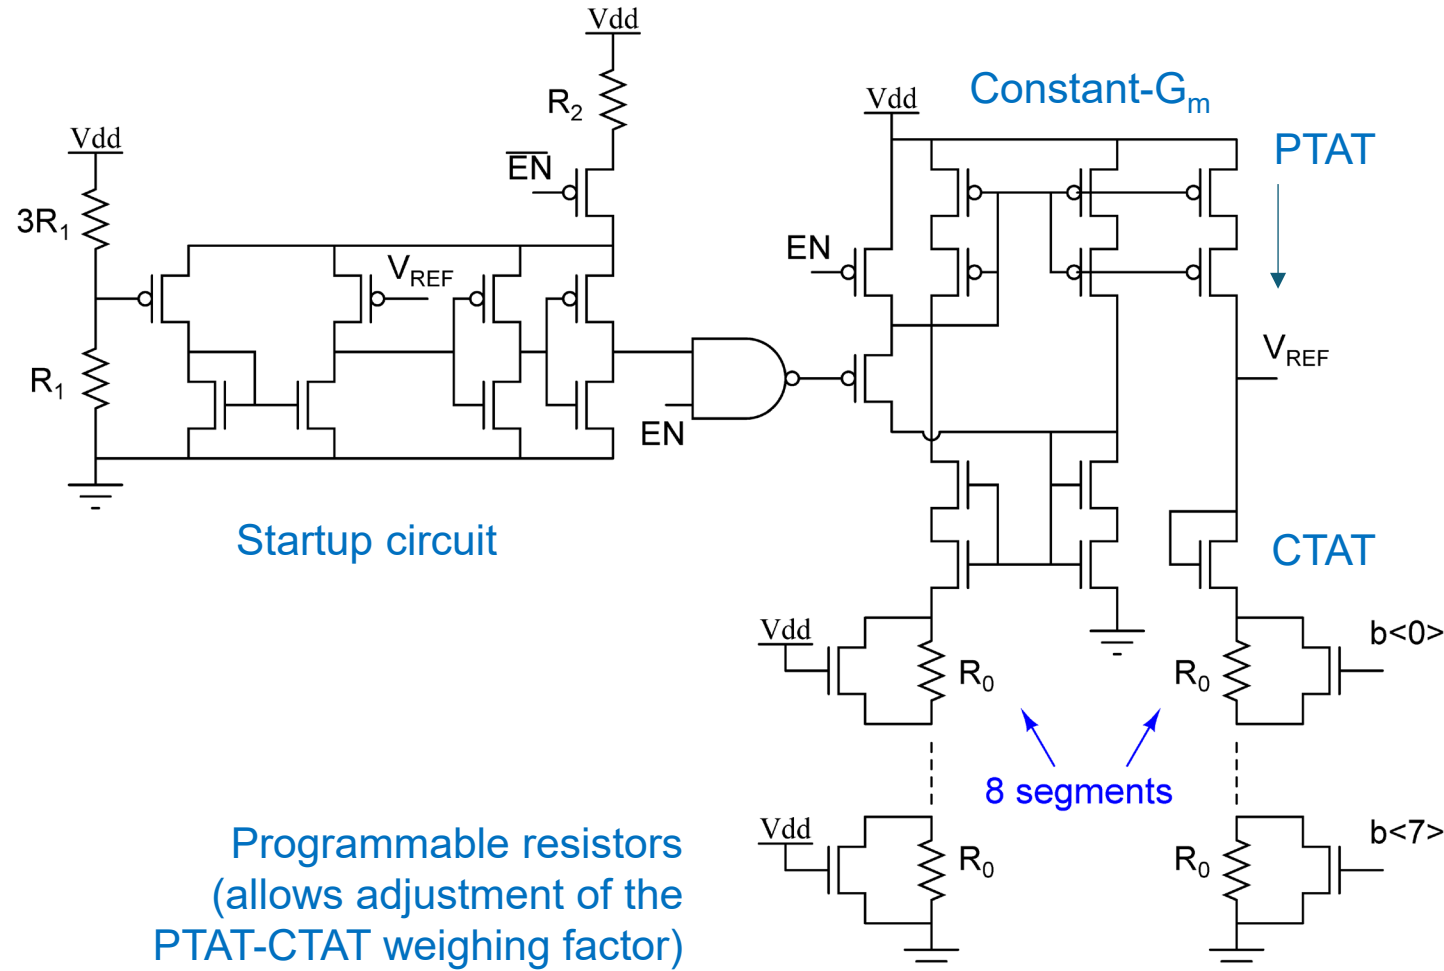 Vdd
R2
EN
Vdd
3R1
VREF
R1
EN
Startup circuit
Constant-Gm
Vdd
PTAT
EN
VREF
CTAT
Vdd
R0
R0
b<0>
8 segments
Vdd
R0
R0
b<7>
Programmable resistors
(allows adjustment of the
PTAT-CTAT weighing factor)